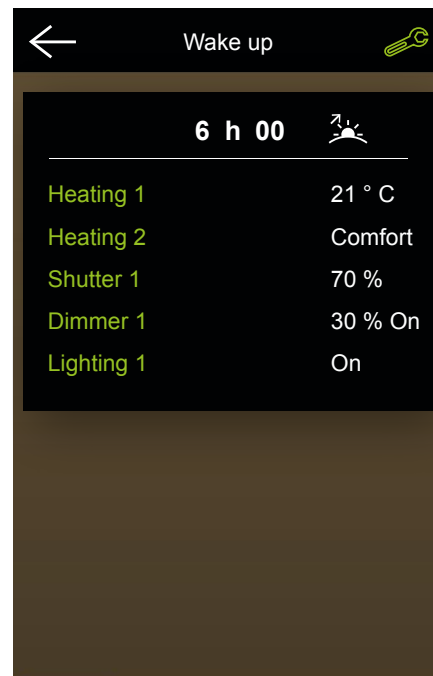 Wake up
6 h 00
Heating 1 21 ° C
Heating 2 Comfort
Shutter 1 70 %
Dimmer 1 30 % On
Lighting 1 On